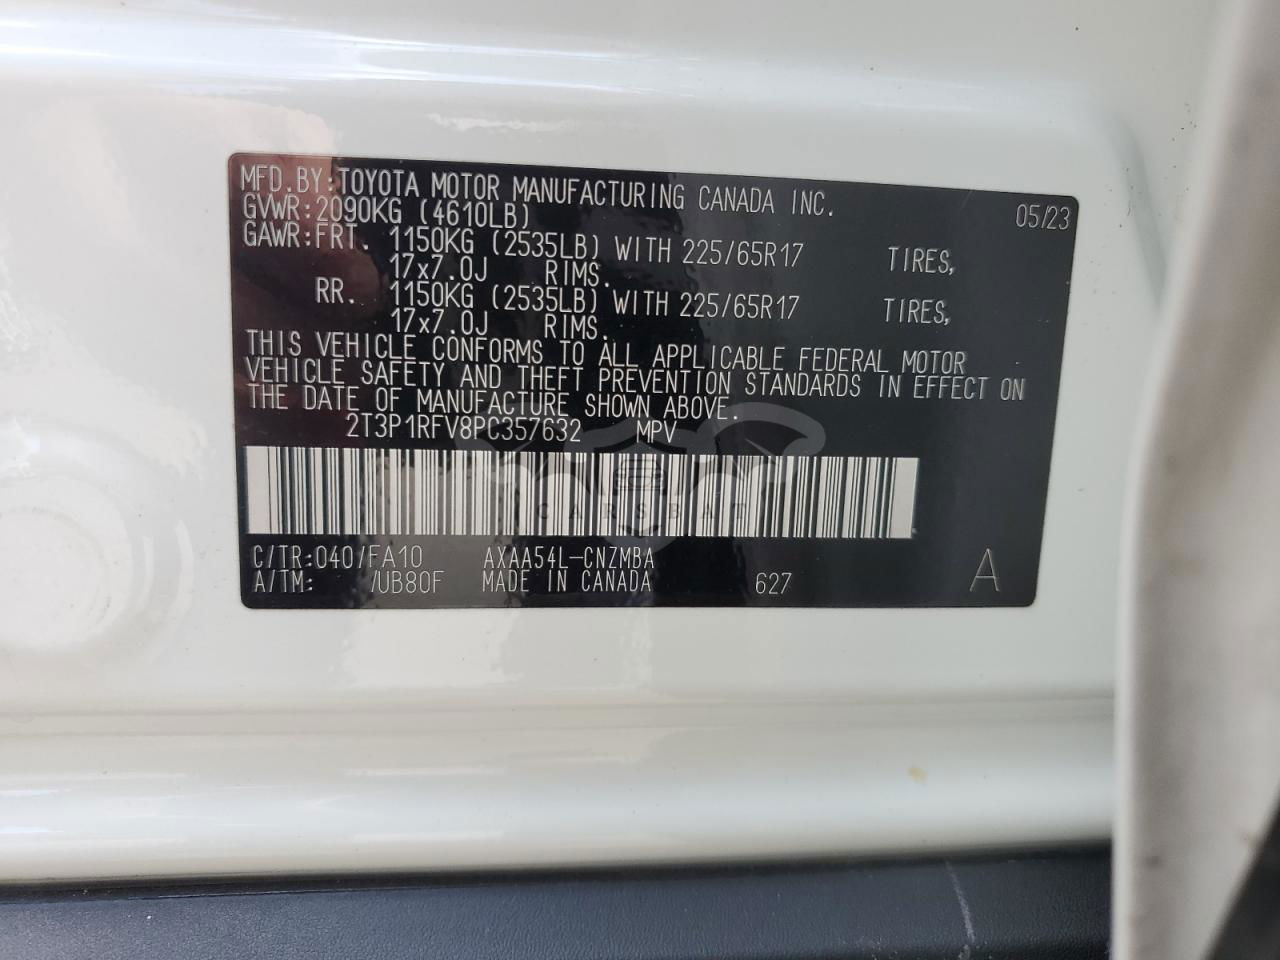 MFD.BY:TOYOTA MOTOR MANUFACTURING CANADA INC. 05/23
GVWR:2090KG (4610LB)
GAWR:FRT. 1150KG (2535LB) WITH 225/65R17 TIRES,
17x7.0J RIMS.
RR. 1150KG (2535LB) WITH 225/65R17 TIRES,
17x7.0J RIMS.
THIS VEHICLE CONFORMS TO ALL APPLICABLE FEDERAL MOTOR
VEHICLE SAFETY AND THEFT PREVENTION STANDARDS IN EFFECT ON
THE DATE OF MANUFACTURE SHOWN ABOVE.
2T3P1RFV8PC357632 MPV
CARSBAT
C/TR:040/FA10 AXAA54L-CNZMBA
A/TM: /UB80F MADE IN CANADA 627 A